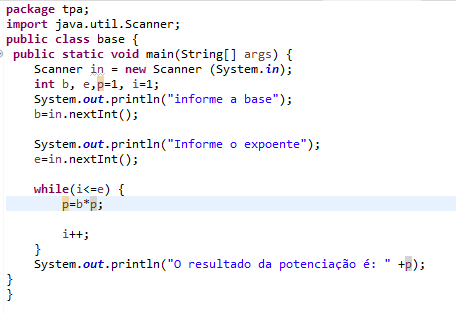 package tpa;
import java.util.Scanner;
public class base {
public static void main(String[] args) {
Scanner in = new Scanner (System.in);
int b, e,p=1, i=1;
System.out.println("informe a base");
b=in.nextInt();
System.out.println("Informe o expoente");
e=in.nextInt();
while(i<=e) {
p=b*p;
i++;
}
System.out.println("O resultado da potenciação é: " +p);
}
}